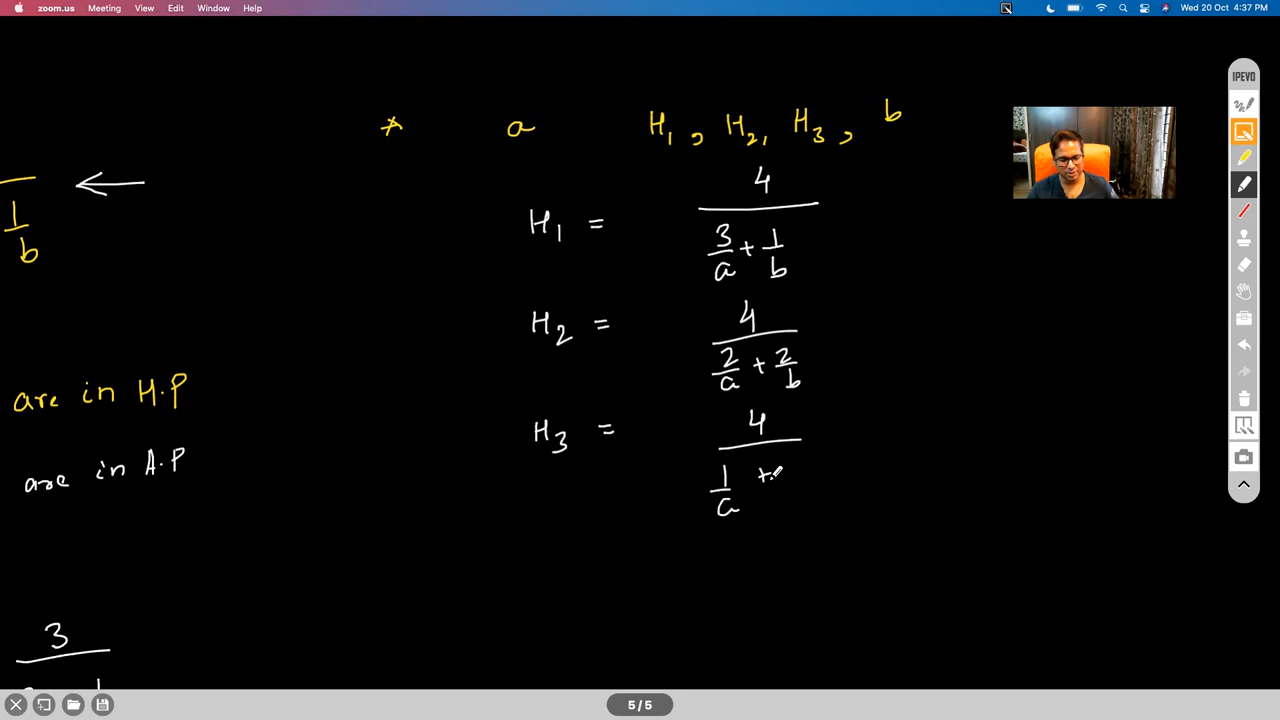 zoom.us Meeting View Edit Window Help Wed 20 Oct 4:37 PM
IPEVO
* a H₁, H₂, H₃, b
1/b ←
H₁ = 4/(3/a + 1/b)
H₂ = 4/(2/a + 2/b)
are in H.P
H₃ = 4/(1/a +
are in A.P
3
5/5